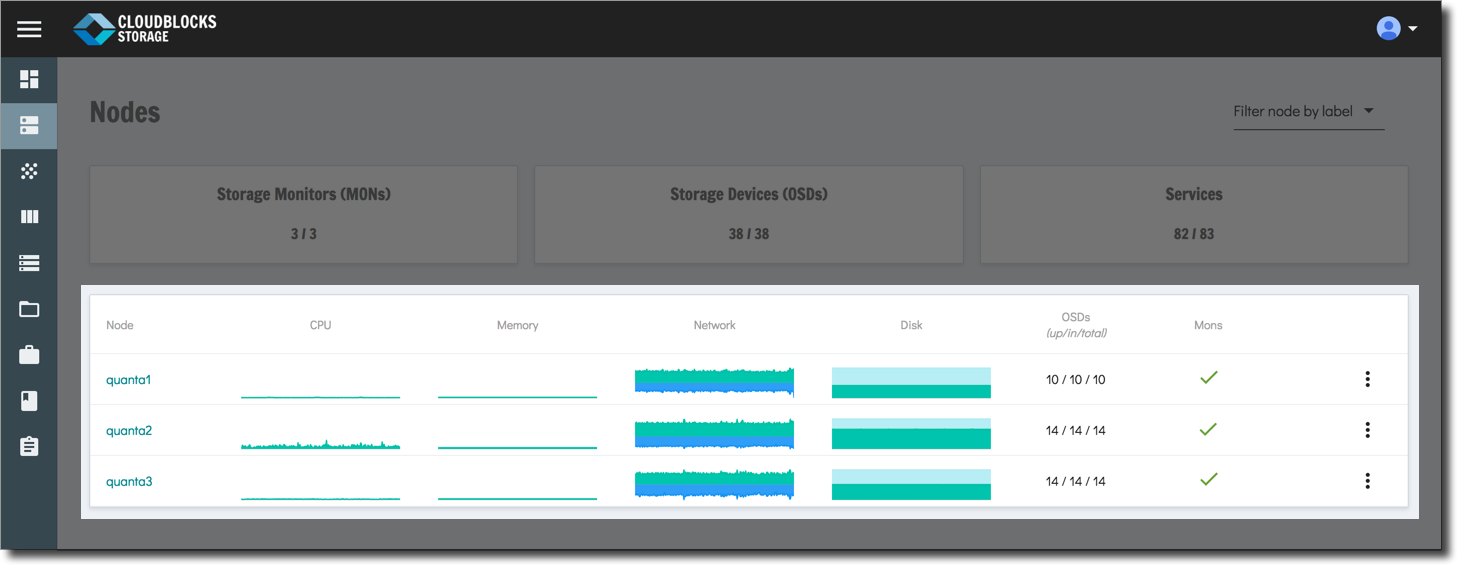 CLOUDBLOCKS
STORAGE
Nodes
Filter node by label
Storage Monitors (MONs)
3 / 3
Storage Devices (OSDs)
38 / 38
Services
82 / 83
Node CPU Memory Network Disk OSDs (up/in/total) Mons
quanta1 10 / 10 / 10
quanta2 14 / 14 / 14
quanta3 14 / 14 / 14